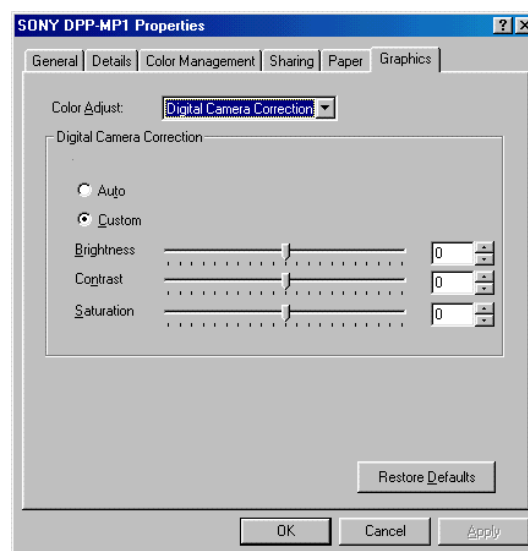 SONY DPP-MP1 Properties
General Details Color Management Sharing Paper Graphics
Color Adjust: Digital Camera Correction
Digital Camera Correction
Auto
Custom
Brightness 0
Contrast 0
Saturation 0
Restore Defaults
OK Cancel Apply